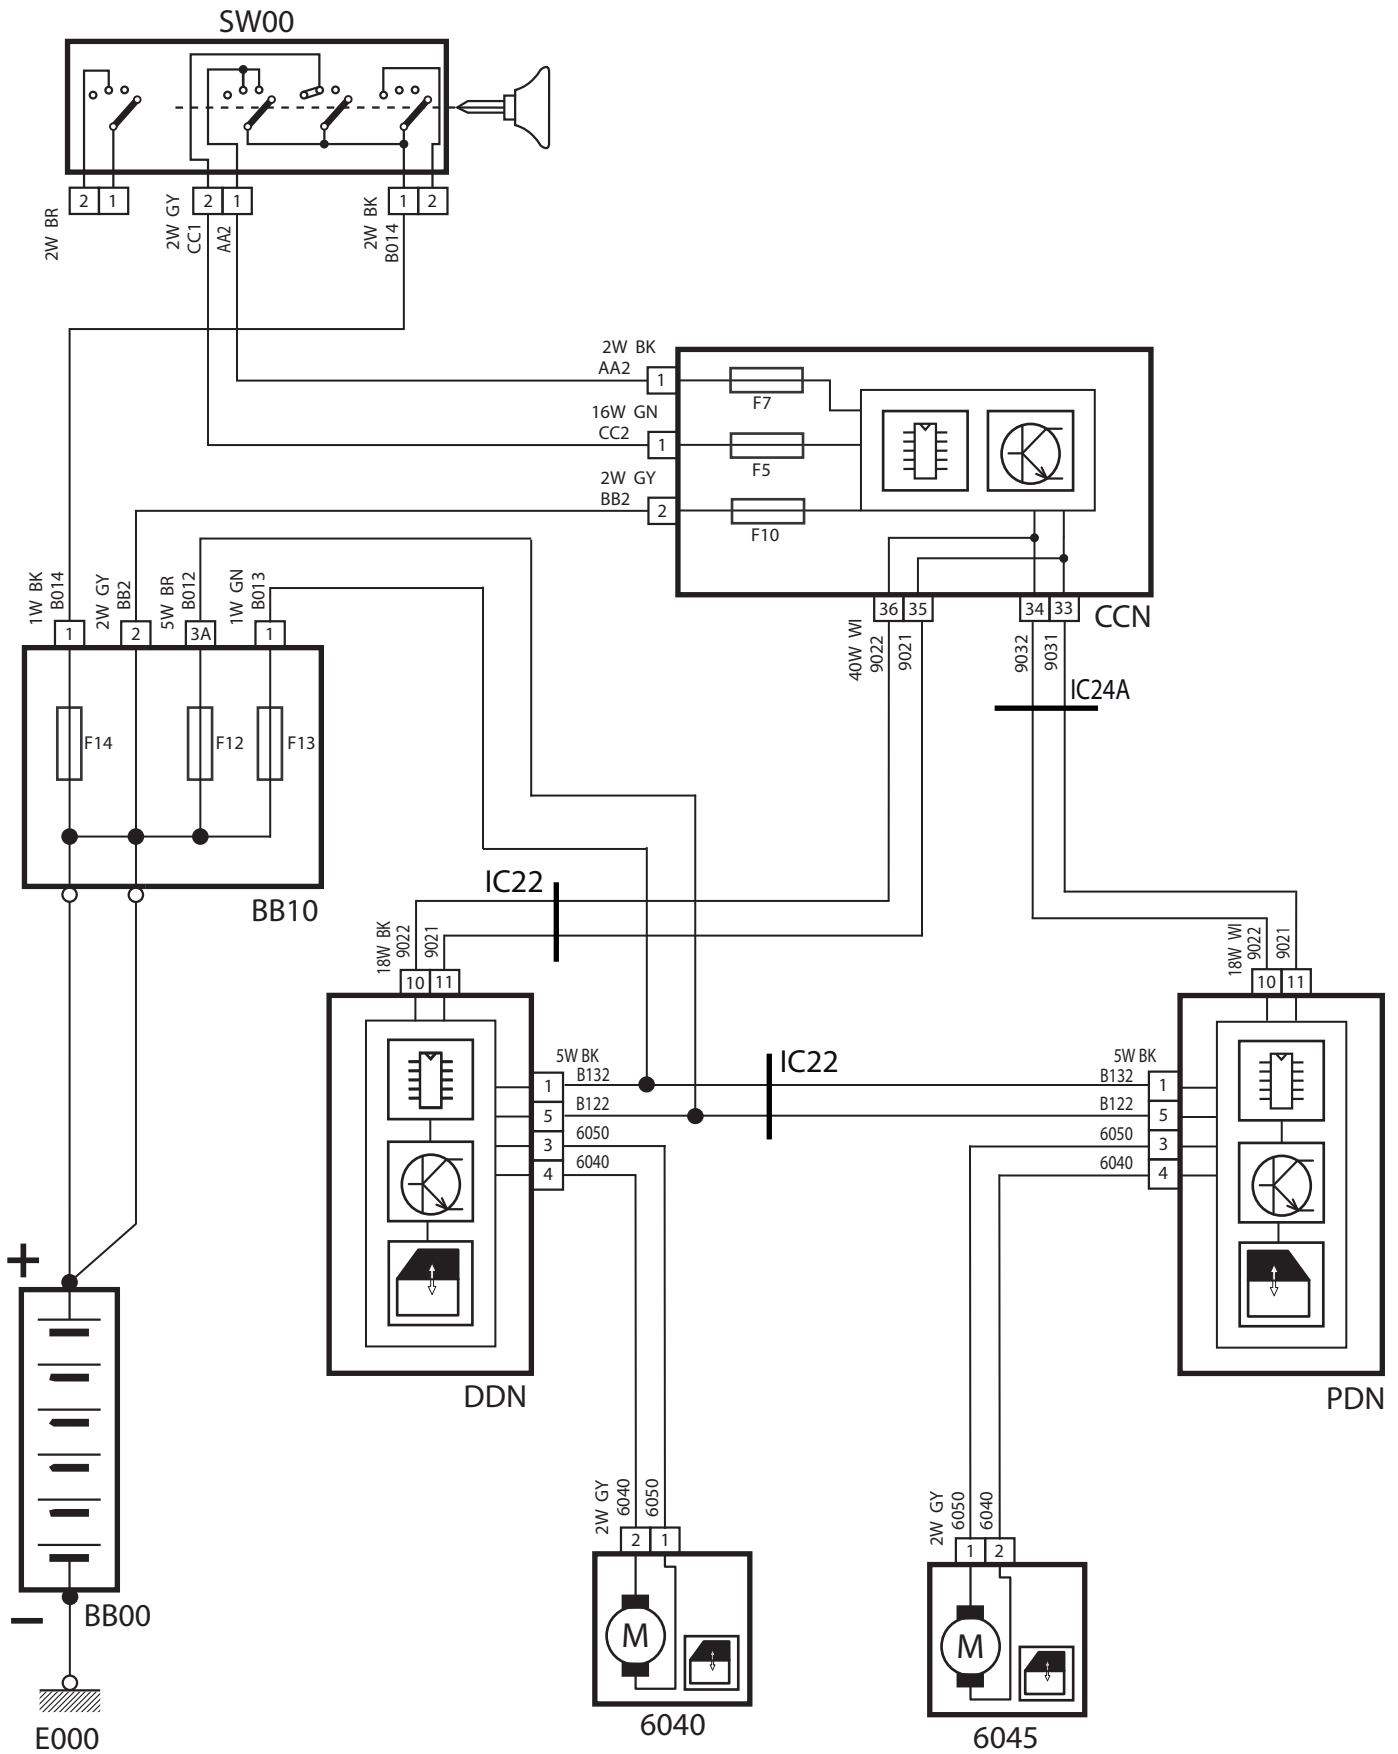 SW00
2
1
2
1
1
2
2W BR
2W GY
CC1
AA2
2W BK
B014
2W BK
AA2
1
F7
16W GN
CC2
1
F5
2W GY
BB2
2
F10
36
35
34
33
CCN
40W WI
9022
9021
9032
9031
IC24A
1W BK
B014
2W GY
BB2
5W BR
B012
1W GN
B013
1
2
3A
1
F14
F12
F13
BB10
IC22
18W BK
9022
9021
10
11
18W WI
9022
9021
10
11
IC22
5W BK
B132
1
B122
5
6050
3
6040
4
5W BK
B132
1
B122
5
6050
3
6040
4
DDN
PDN
+
−
BB00
E000
2W GY
6040
6050
2
1
M
6040
2W GY
6050
6040
1
2
M
6045